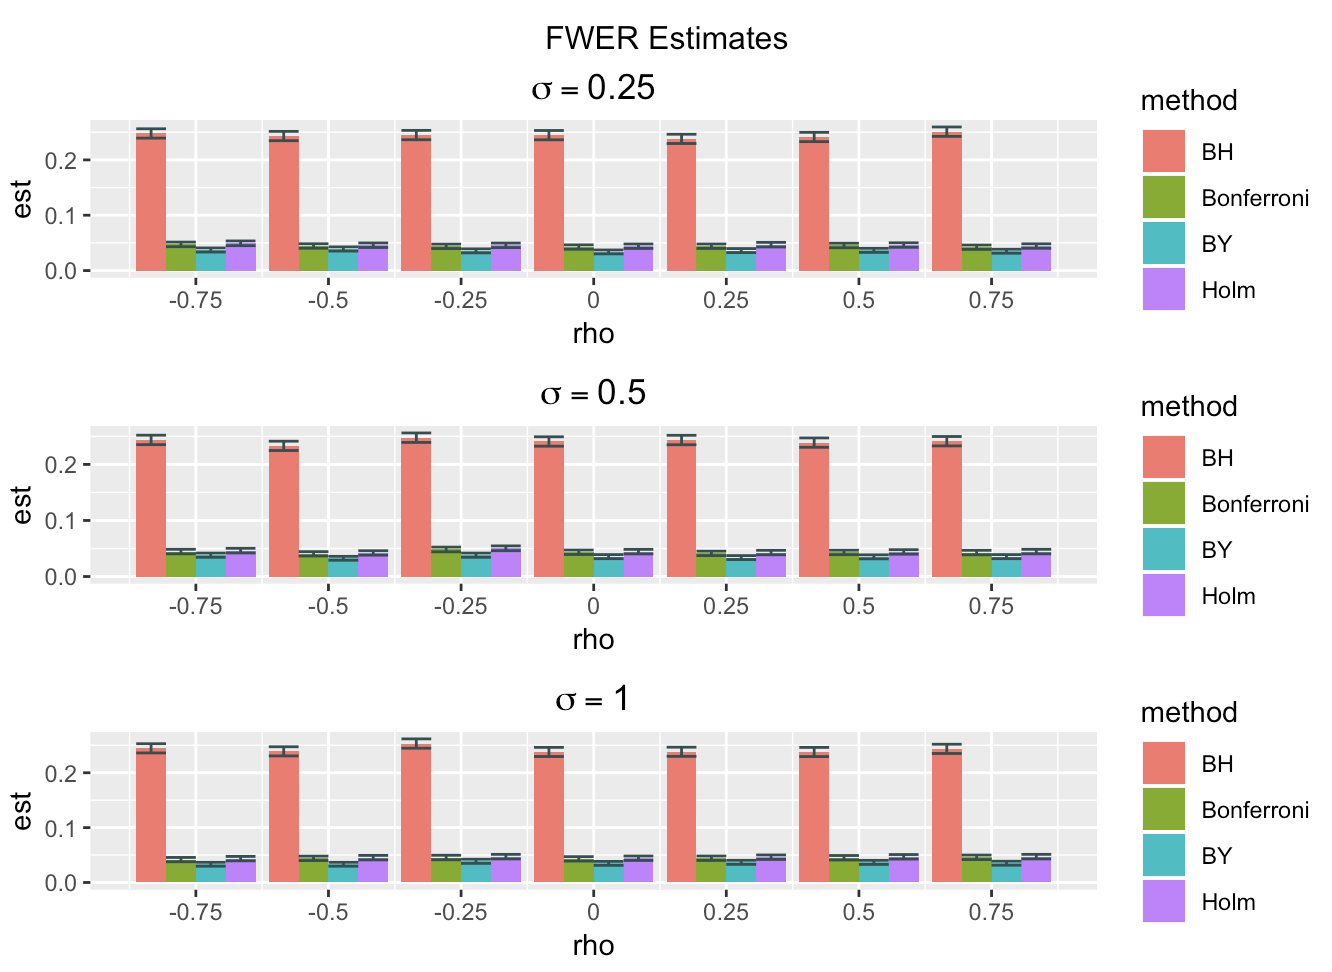 FWER Estimates
σ = 0.25
est
0.2
0.1
0.0
-0.75 -0.5 -0.25 0 0.25 0.5 0.75
rho
method
BH
Bonferroni
BY
Holm
σ = 0.5
est
0.2
0.1
0.0
-0.75 -0.5 -0.25 0 0.25 0.5 0.75
rho
method
BH
Bonferroni
BY
Holm
σ = 1
est
0.2
0.1
0.0
-0.75 -0.5 -0.25 0 0.25 0.5 0.75
rho
method
BH
Bonferroni
BY
Holm